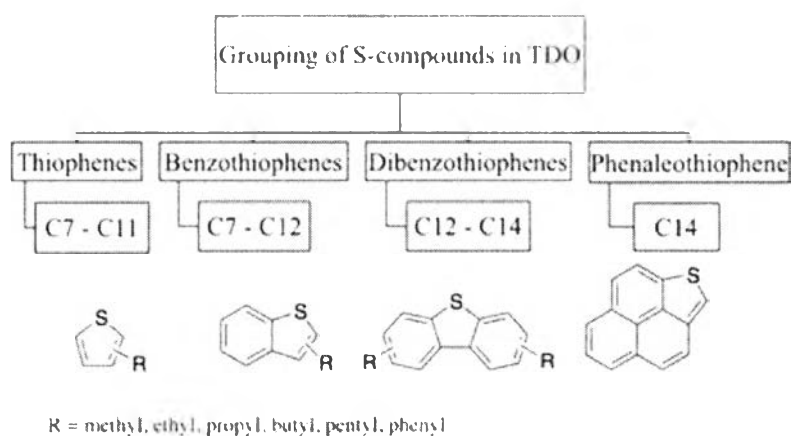 Grouping of S-compounds in TDO
Thiophenes Benzothiophenes Dibenzothiophenes Phenaleothiophene
C7 - C11 C7 - C12 C12 - C14 C14
S S S S
R R R R
R = methyl, ethyl, propyl, butyl, pentyl, phenyl